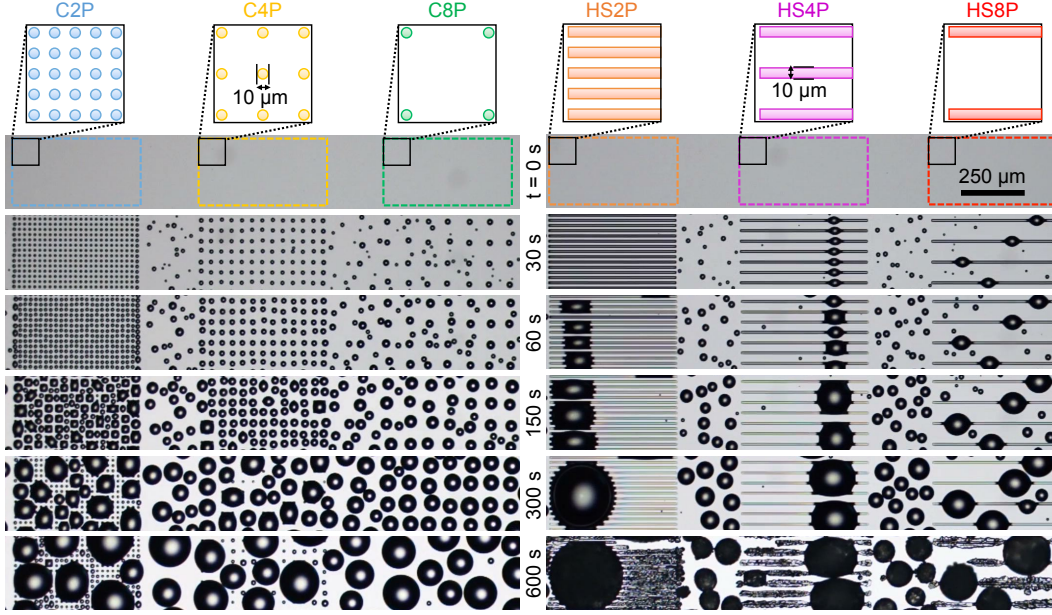 C2P
C4P
C8P
HS2P
HS4P
HS8P
10 µm
10 µm
t = 0 s
250 µm
30 s
60 s
150 s
300 s
600 s